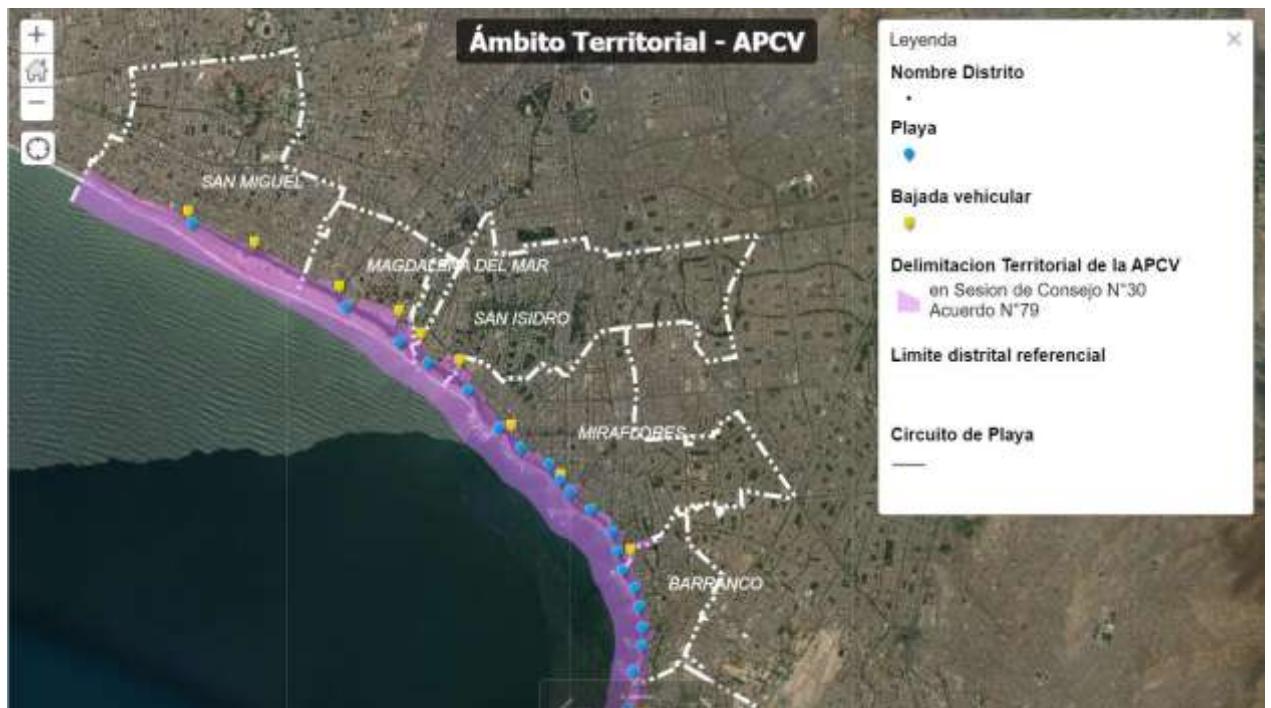 Ámbito Territorial - APCV
Leyenda
Nombre Distrito
Playa
Bajada vehicular
Delimitacion Territorial de la APCV
en Sesion de Consejo N°30
Acuerdo N°79
Limite distrital referencial
Circuito de Playa
SAN MIGUEL
MAGDALENA DEL MAR
SAN ISIDRO
MIRAFLORES
BARRANCO